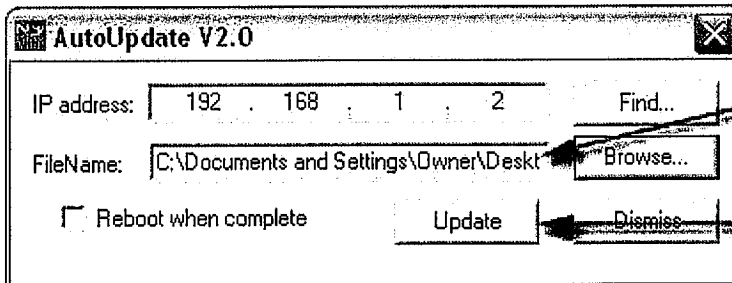 AutoUpdate V2.0
IP address: 192 . 168 . 1 . 2 Find...
FileName: C:\Documents and Settings\Owner\Deskt Browse...
Reboot when complete Update Dismiss